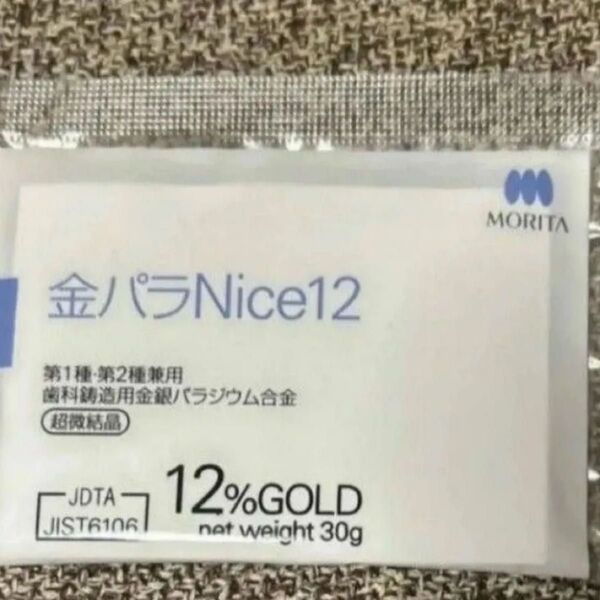 MORITA
金パラNice12
第1種・第2種兼用
歯科鋳造用金銀パラジウム合金
超微結晶
12%GOLD
net weight 30g
JDTA
JIST6106